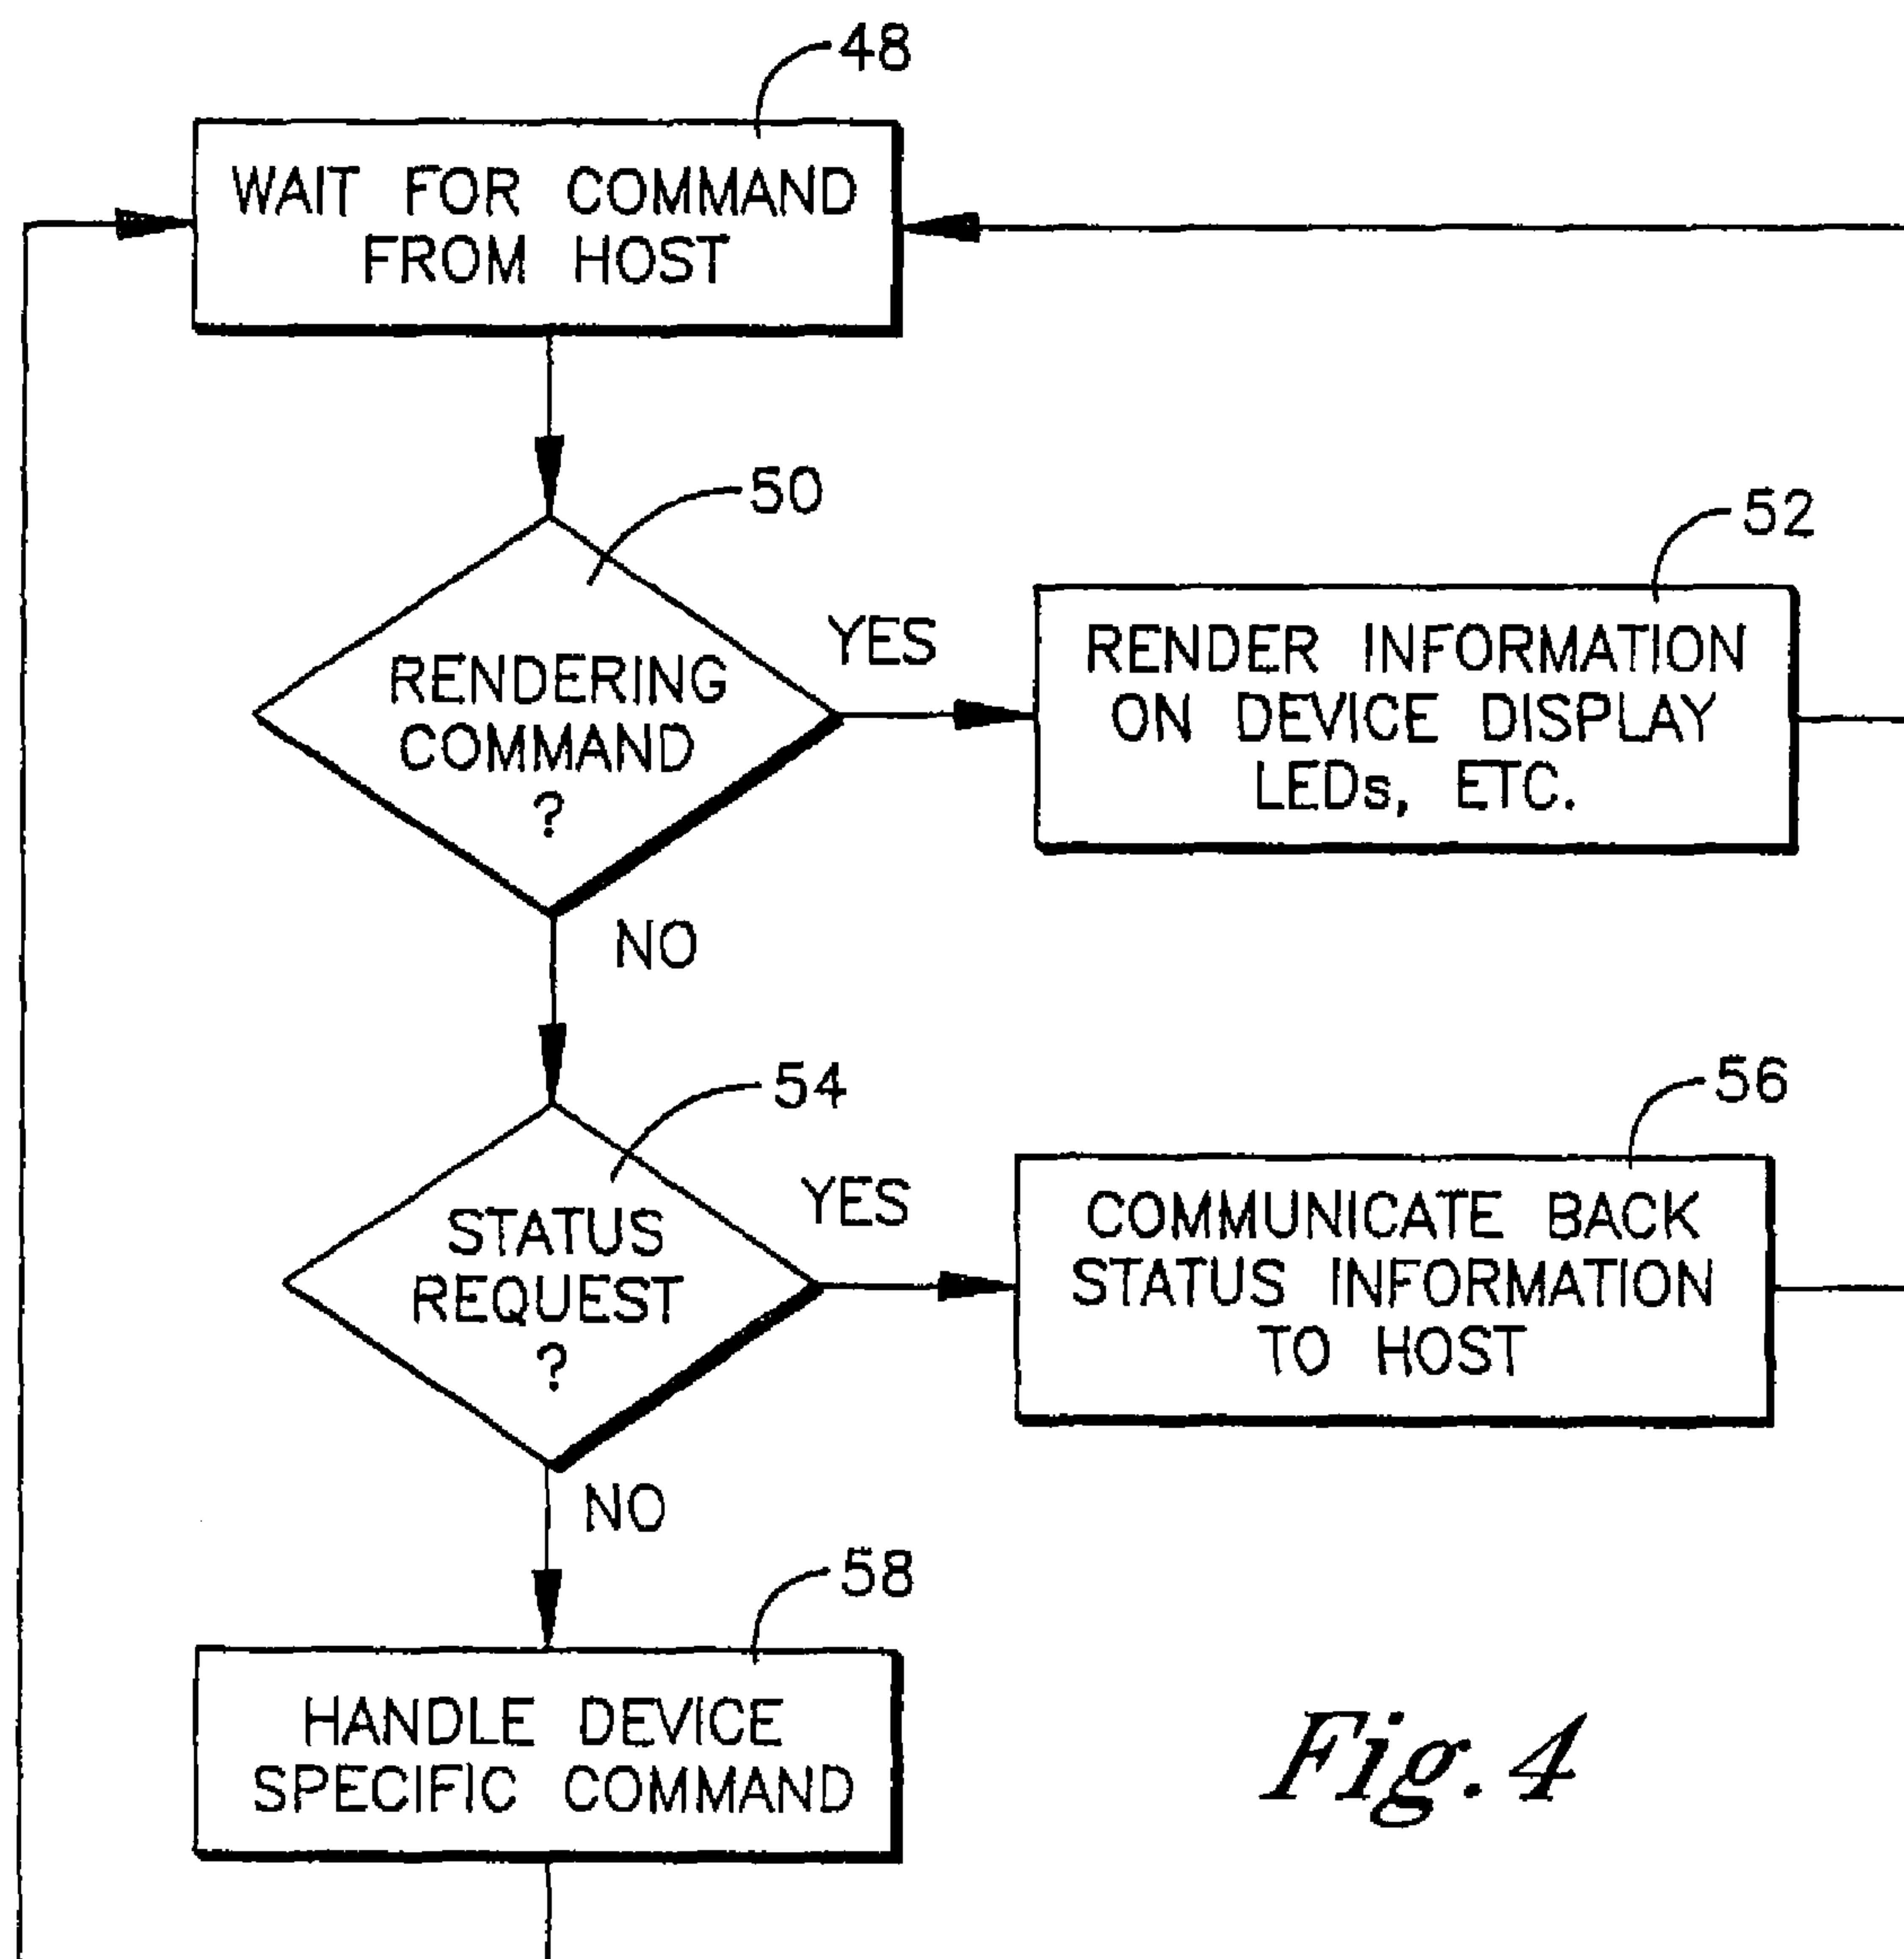 48
WAIT FOR COMMAND
FROM HOST
50
RENDERING
COMMAND
?
YES
52
RENDER INFORMATION
ON DEVICE DISPLAY
LEDs, ETC.
NO
54
STATUS
REQUEST
?
YES
56
COMMUNICATE BACK
STATUS INFORMATION
TO HOST
NO
58
HANDLE DEVICE
SPECIFIC COMMAND
Fig. 4